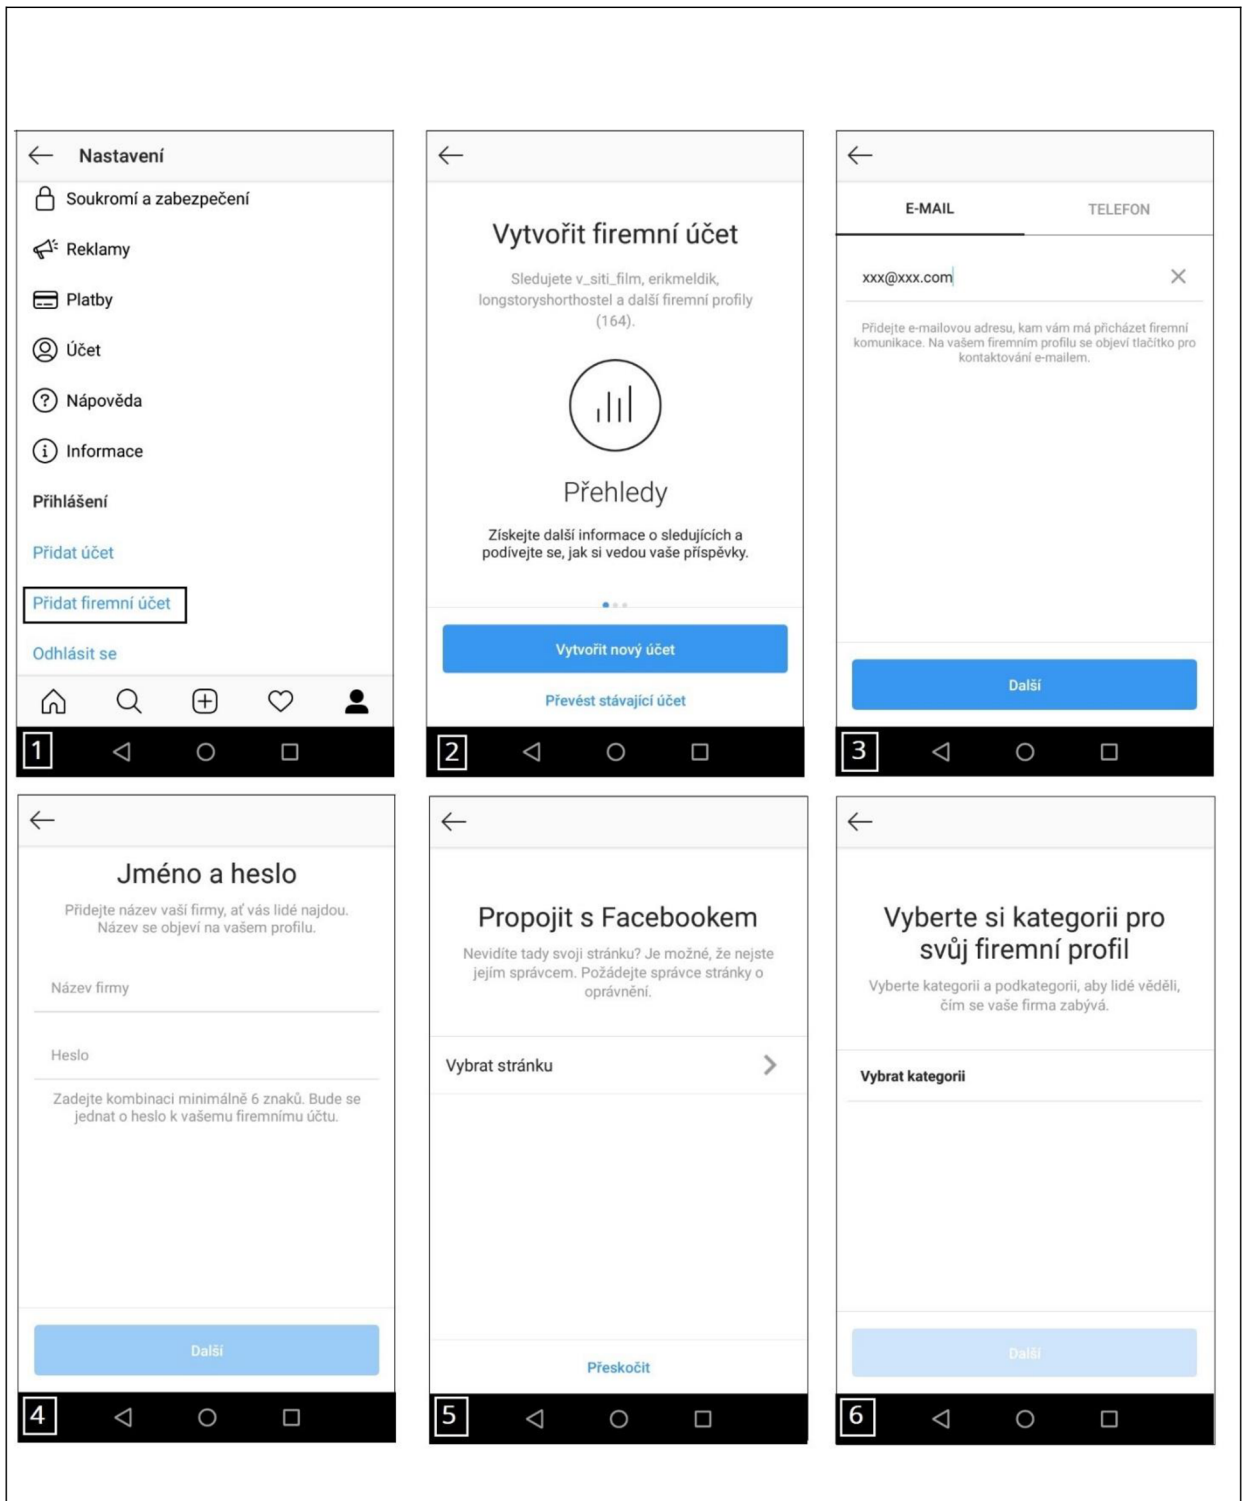 Nastavení
Soukromí a zabezpečení
Reklamy
Platby
Účet
Nápověda
Informace
Přihlášení
Přidat účet
Přidat firemní účet
Odhlásit se
1
Vytvořit firemní účet
Sledujete v_siti_film, erikmeldik,
longstoryshorthostel a další firemní profily
(164).
Přehledy
Získejte další informace o sledujících a
podívejte se, jak si vedou vaše příspěvky.
Vytvořit nový účet
Převést stávající účet
2
E-MAIL
TELEFON
xxx@xxx.com
Přidejte e-mailovou adresu, kam vám má přicházet firemní
komunikace. Na vašem firemním profilu se objeví tlačítko pro
kontaktování e-mailem.
Další
3
Jméno a heslo
Přidejte název vaší firmy, ať vás lidé najdou.
Název se objeví na vašem profilu.
Název firmy
Heslo
Zadejte kombinaci minimálně 6 znaků. Bude se
jednat o heslo k vašemu firemnímu účtu.
Další
4
Propojit s Facebookem
Nevidíte tady svoji stránku? Je možné, že nejste
jejím správcem. Požádejte správce stránky o
oprávnění.
Vybrat stránku
Přeskočit
5
Vyberte si kategorii pro
svůj firemní profil
Vyberte kategorii a podkategorii, aby lidé věděli,
čím se vaše firma zabývá.
Vybrat kategorii
Další
6